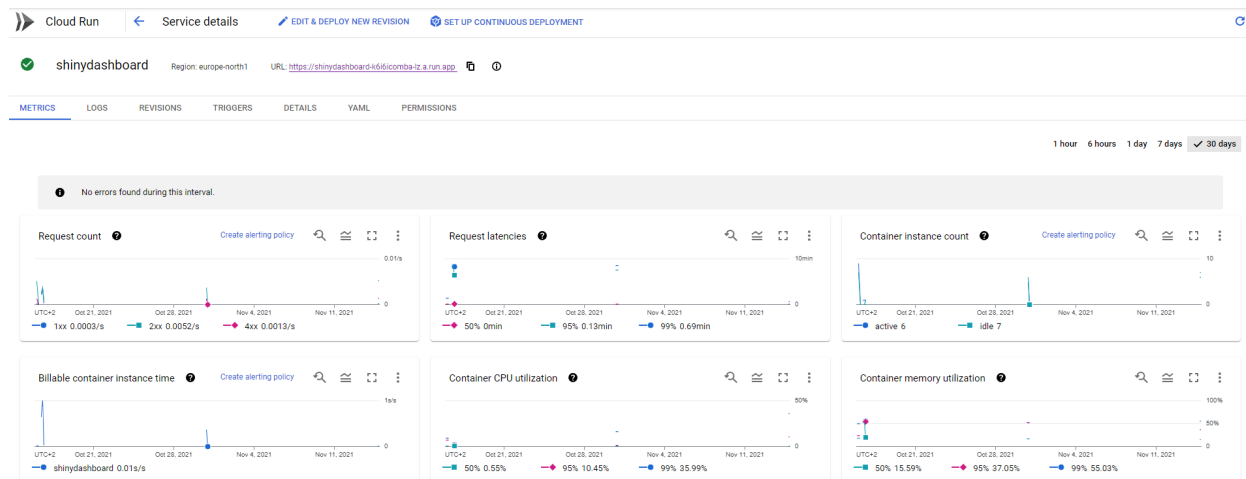 Cloud Run
Service details
EDIT & DEPLOY NEW REVISION
SET UP CONTINUOUS DEPLOYMENT
shinydashboard
Region: europe-north1
URL: https://shinydashboard-k6i6icomba-lz.a.run.app
METRICS LOGS REVISIONS TRIGGERS DETAILS YAML PERMISSIONS
1 hour 6 hours 1 day 7 days 30 days
No errors found during this interval.
Request count
Create alerting policy
0.01/s
0
UTC+2 Oct 21, 2021 Oct 28, 2021 Nov 4, 2021 Nov 11, 2021
1xx 0.0003/s 2xx 0.0052/s 4xx 0.0013/s
Request latencies
10min
0
UTC+2 Oct 21, 2021 Oct 28, 2021 Nov 4, 2021 Nov 11, 2021
50% 0min 95% 0.13min 99% 0.69min
Container instance count
Create alerting policy
10
0
UTC+2 Oct 21, 2021 Oct 28, 2021 Nov 4, 2021 Nov 11, 2021
active 6 idle 7
Billable container instance time
Create alerting policy
1s/s
0
UTC+2 Oct 21, 2021 Oct 28, 2021 Nov 4, 2021 Nov 11, 2021
shinydashboard 0.01s/s
Container CPU utilization
50%
0
UTC+2 Oct 21, 2021 Oct 28, 2021 Nov 4, 2021 Nov 11, 2021
50% 0.55% 95% 10.45% 99% 35.99%
Container memory utilization
100%
50%
0
UTC+2 Oct 21, 2021 Oct 28, 2021 Nov 4, 2021 Nov 11, 2021
50% 15.59% 95% 37.05% 99% 55.03%